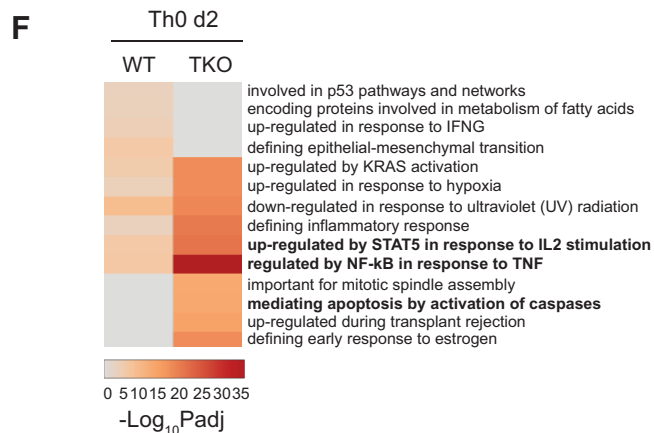 F
Th0 d2
WT TKO
involved in p53 pathways and networks
encoding proteins involved in metabolism of fatty acids
up-regulated in response to IFNG
defining epithelial-mesenchymal transition
up-regulated by KRAS activation
up-regulated in response to hypoxia
down-regulated in response to ultraviolet (UV) radiation
defining inflammatory response
up-regulated by STAT5 in response to IL2 stimulation
regulated by NF-kB in response to TNF
important for mitotic spindle assembly
mediating apoptosis by activation of caspases
up-regulated during transplant rejection
defining early response to estrogen
0 5 10 15 20 25 30 35
-Log10Padj